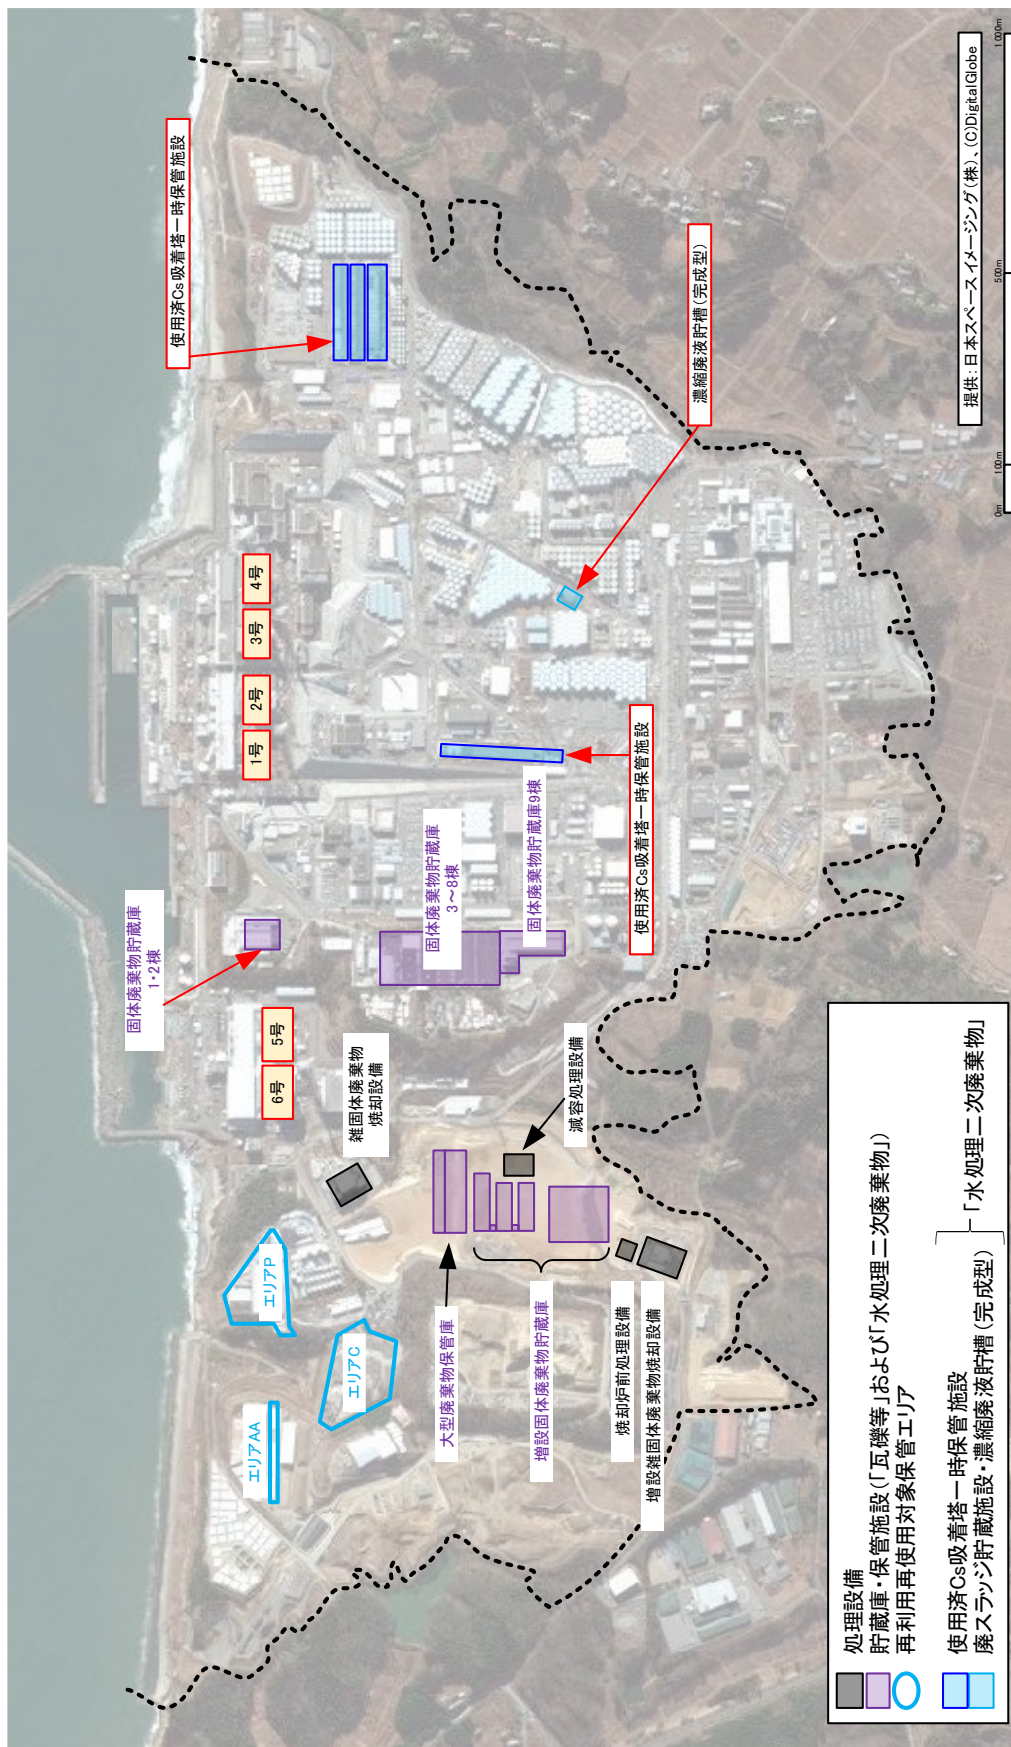 エリアAA
エリアP
エリアC
6号
5号
固体廃棄物貯蔵庫
1・2棟
1号
2号
3号
4号
使用済Cs吸着塔一時保管施設
雑固体廃棄物
焼却設備
大型廃棄物保管庫
増設固体廃棄物貯蔵庫
減容処理設備
焼却炉前処理設備
増設雑固体廃棄物焼却設備
固体廃棄物貯蔵庫
3～8棟
固体廃棄物貯蔵庫9棟
使用済Cs吸着塔一時保管施設
濃縮廃液貯槽(完成型)
処理設備
貯蔵庫・保管施設(「瓦礫等」および「水処理二次廃棄物」)
再利用再使用対象保管エリア
使用済Cs吸着塔一時保管施設
廃スラッジ貯蔵施設・濃縮廃液貯槽(完成型)
「水処理二次廃棄物」
提供:日本スペースイメージング(株)、(C)DigitalGlobe
0m
100m
500m
1000m